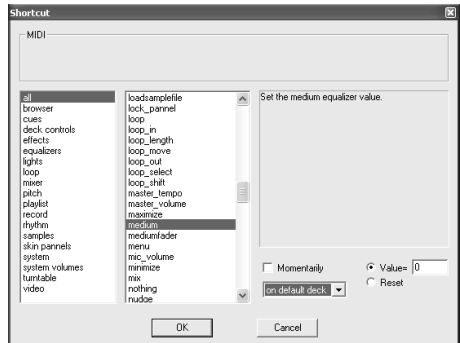 Shortcut
MIDI
all
browser
cues
deck controls
effects
equalizers
lights
loop
mixer
pitch
playlist
record
rhythm
samples
skin pannels
system
system volumes
turntable
video
loadsamplefile
lock_pannel
loop
loop_in
loop_length
loop_move
loop_out
loop_select
loop_shift
master_tempo
master_volume
maximize
medium
mediumfader
menu
mic_volume
minimize
mix
nothing
nudge
Set the medium equalizer value.
Momentarily
Value= 0
on default deck
Reset
OK
Cancel